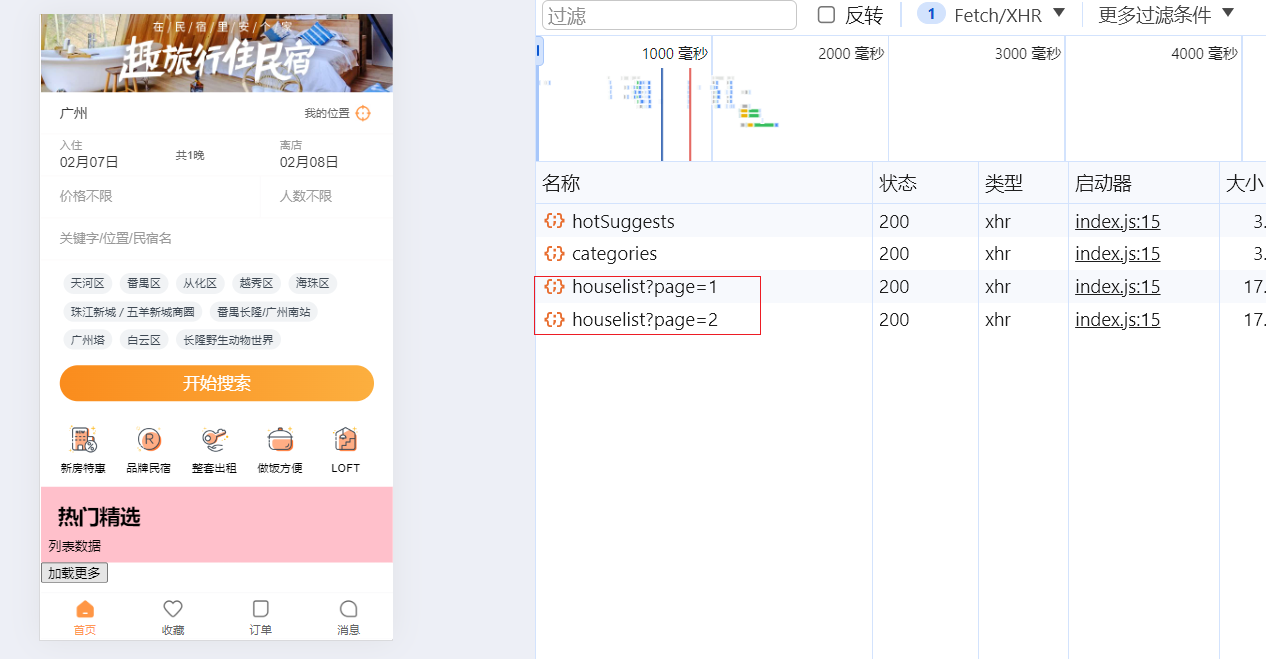 在/民/宿/里/安/个/家
趣旅行住民宿
广州
我的位置
入住
02月07日
共1晚
离店
02月08日
价格不限
人数不限
关键字/位置/民宿名
天河区 番禺区 从化区 越秀区 海珠区
珠江新城 / 五羊新城商圈 番禺长隆/广州南站
广州塔 白云区 长隆野生动物世界
开始搜索
新房特惠 品牌民宿 整套出租 做饭方便 LOFT
热门精选
列表数据
加载更多
首页 收藏 订单 消息
过滤 反转 1 Fetch/XHR 更多过滤条件
1000 毫秒 2000 毫秒 3000 毫秒 4000 毫秒
名称 状态 类型 启动器 大小
hotSuggests 200 xhr index.js:15 3.
categories 200 xhr index.js:15 3.
houselist?page=1 200 xhr index.js:15 17.
houselist?page=2 200 xhr index.js:15 17.